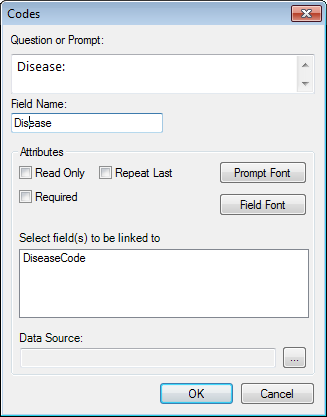 Codes
Question or Prompt:
Disease:
Field Name:
Disease
Attributes
Read Only
Repeat Last
Prompt Font
Required
Field Font
Select field(s) to be linked to
DiseaseCode
Data Source:
...
OK
Cancel